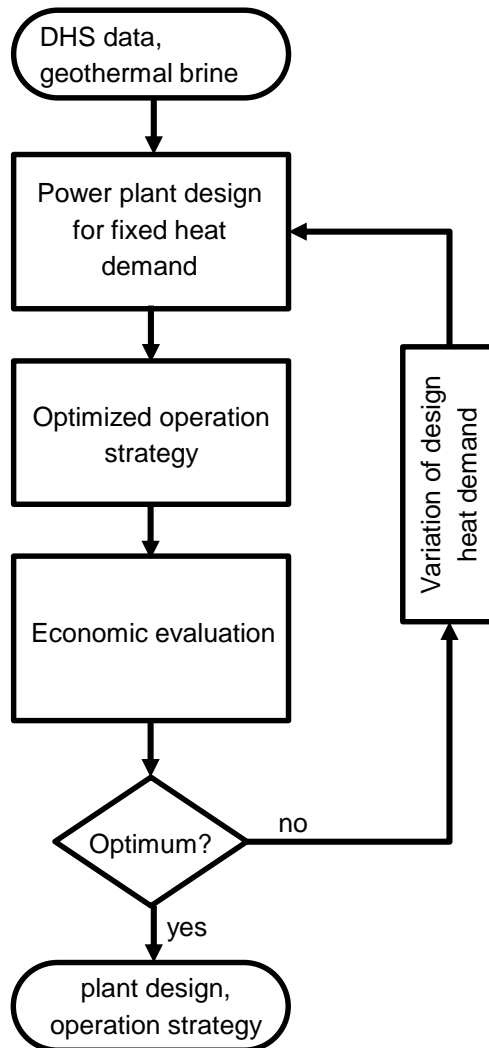 DHS data,
geothermal brine
Power plant design
for fixed heat
demand
Optimized operation
strategy
Variation of design
heat demand
Economic evaluation
Optimum?
no
yes
plant design,
operation strategy